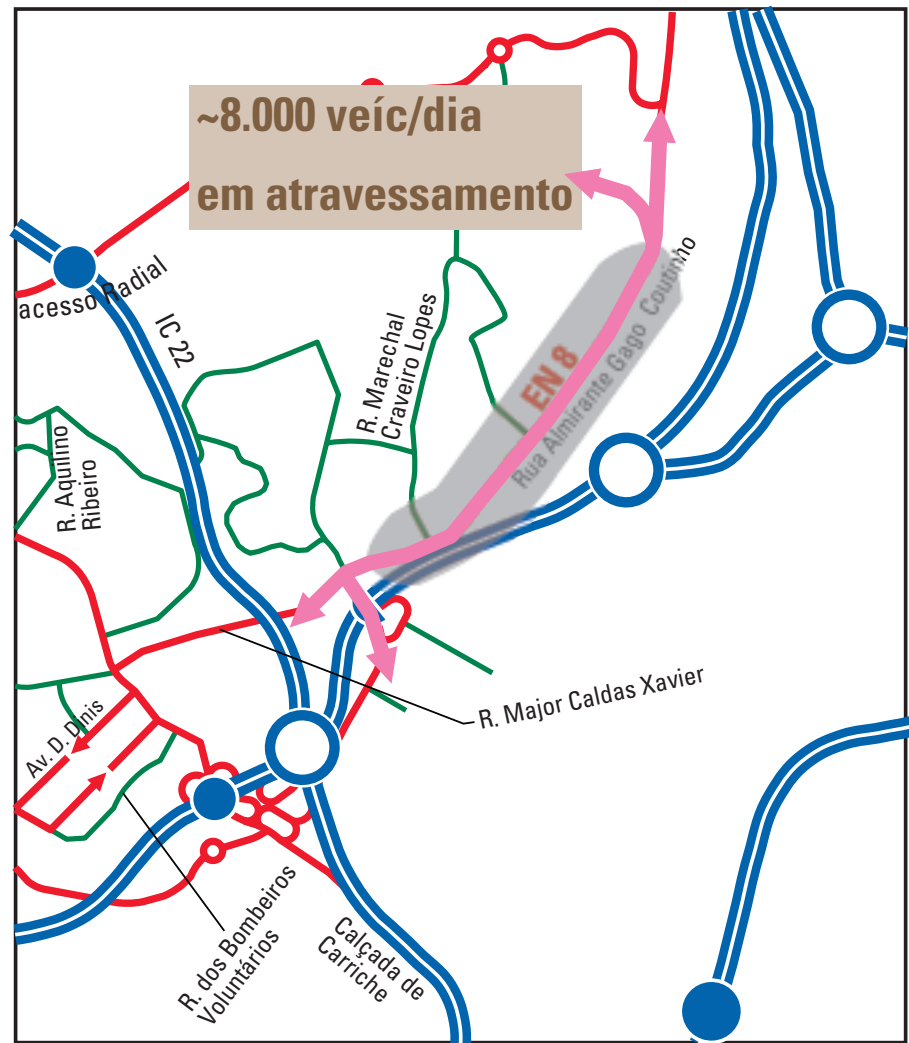 ~8.000 veíc/dia
em atravessamento
acesso Radial
IC 22
R. Marechal
Craveiro Lopes
EN 8
Rua Almirante Gago Coutinho
R. Aquilino
Ribeiro
R. Major Caldas Xavier
Av. D. Dinis
R. dos Bombeiros
Voluntários
Calçada de
Carriche